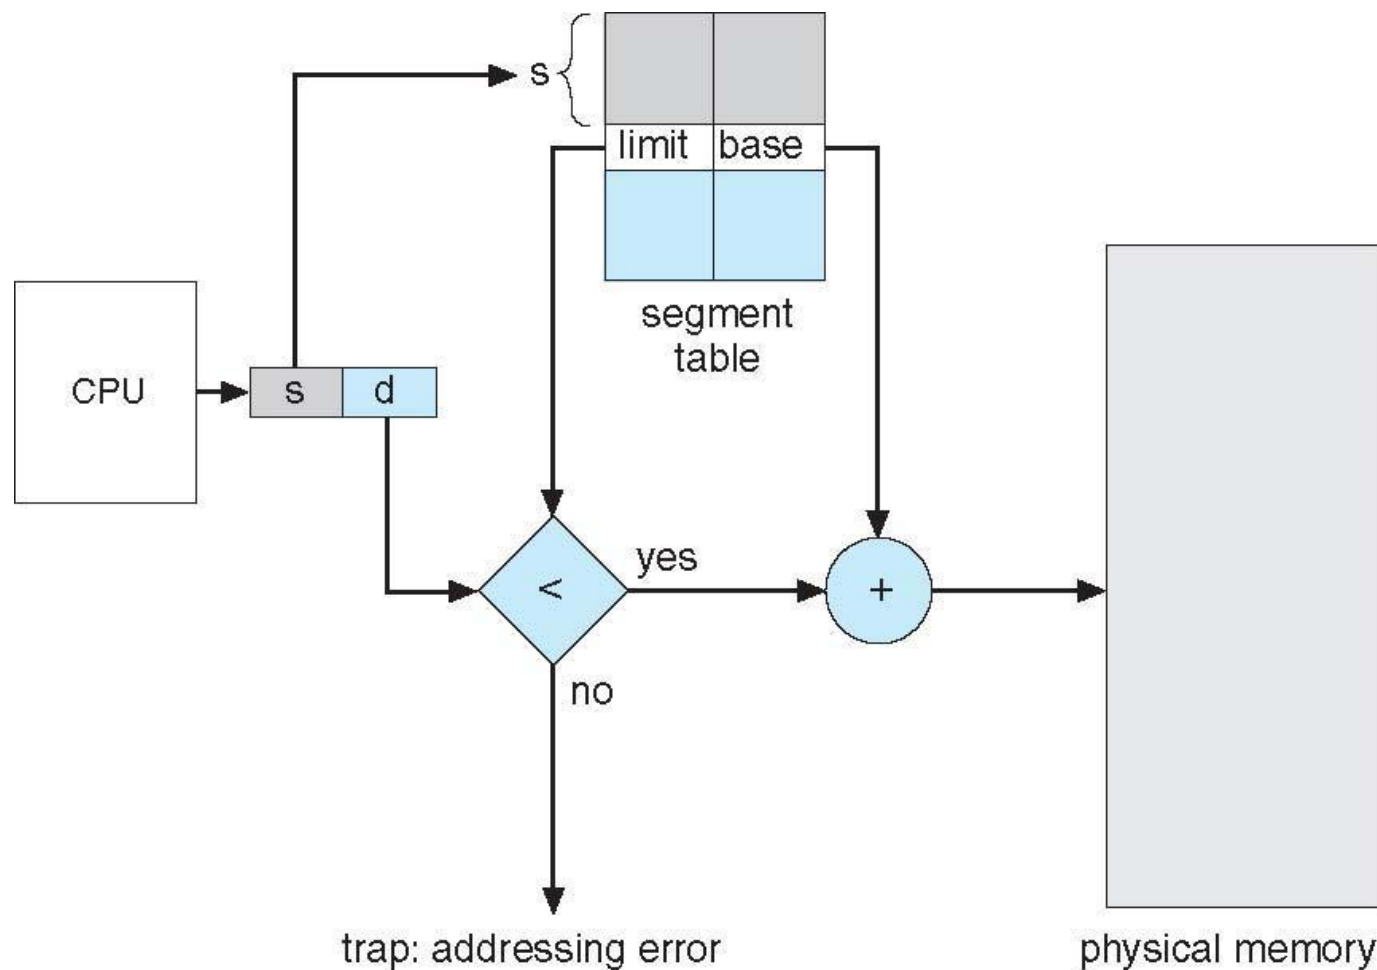 s
limit base
segment
table
CPU
s d
<
yes
+
no
trap: addressing error
physical memory